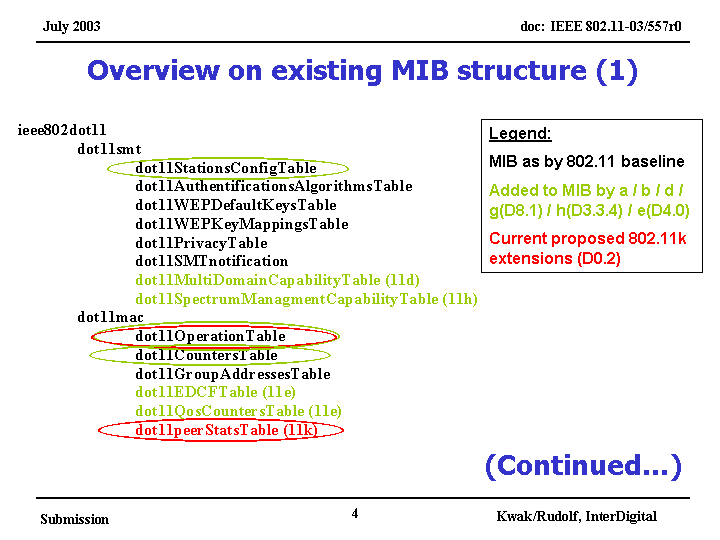 July 2003
doc: IEEE 802.11-03/557r0
Overview on existing MIB structure (1)
ieee802dot11
dot11smt
dot11StationsConfigTable
dot11AuthentificationsAlgorithmsTable
dot11WEPDefaultKeysTable
dot11WEPKeyMappingsTable
dot11PrivacyTable
dot11SMTnotification
dot11MultiDomainCapabilityTable (11d)
dot11SpectrumManagmentCapabilityTable (11h)
dot11mac
dot11OperationTable
dot11CountersTable
dot11GroupAddressesTable
dot11EDCFTable (11e)
dot11QosCountersTable (11e)
dot11peerStatsTable (11k)
Legend:
MIB as by 802.11 baseline
Added to MIB by a / b / d /
g(D8.1) / h(D3.3.4) / e(D4.0)
Current proposed 802.11k
extensions (D0.2)
(Continued...)
Submission
4
Kwak/Rudolf, InterDigital